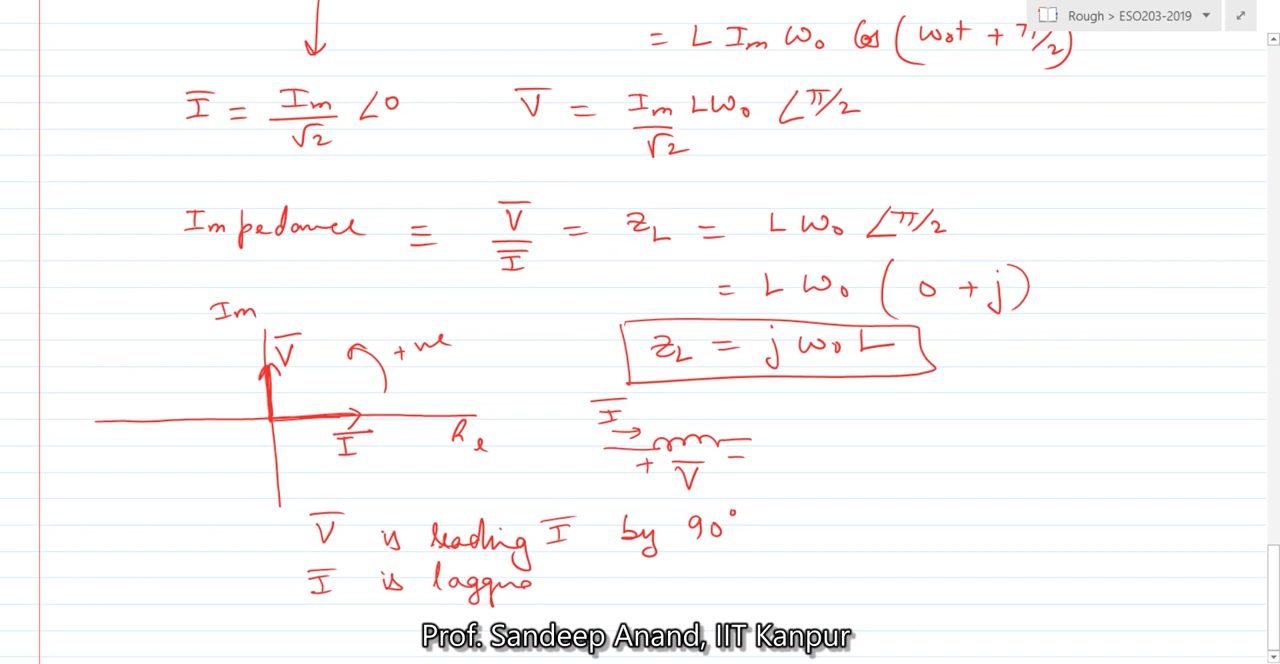 Rough > ESO203-2019
= L Im ω₀ Cos (ω₀t + π/2)
I̅ = Im/√2 ∠0 V̅ = Im/√2 Lω₀ ∠π/2
Impedance ≡ V̅/I̅ = ZL = Lω₀ ∠π/2
= Lω₀ (0 + j)
Im
V̅ +ve ZL = jω₀L
I̅ Re
I̅ →
+ V̅ −
V̅ is leading I̅ by 90°
I̅ is laggng
Prof. Sandeep Anand, IIT Kanpur